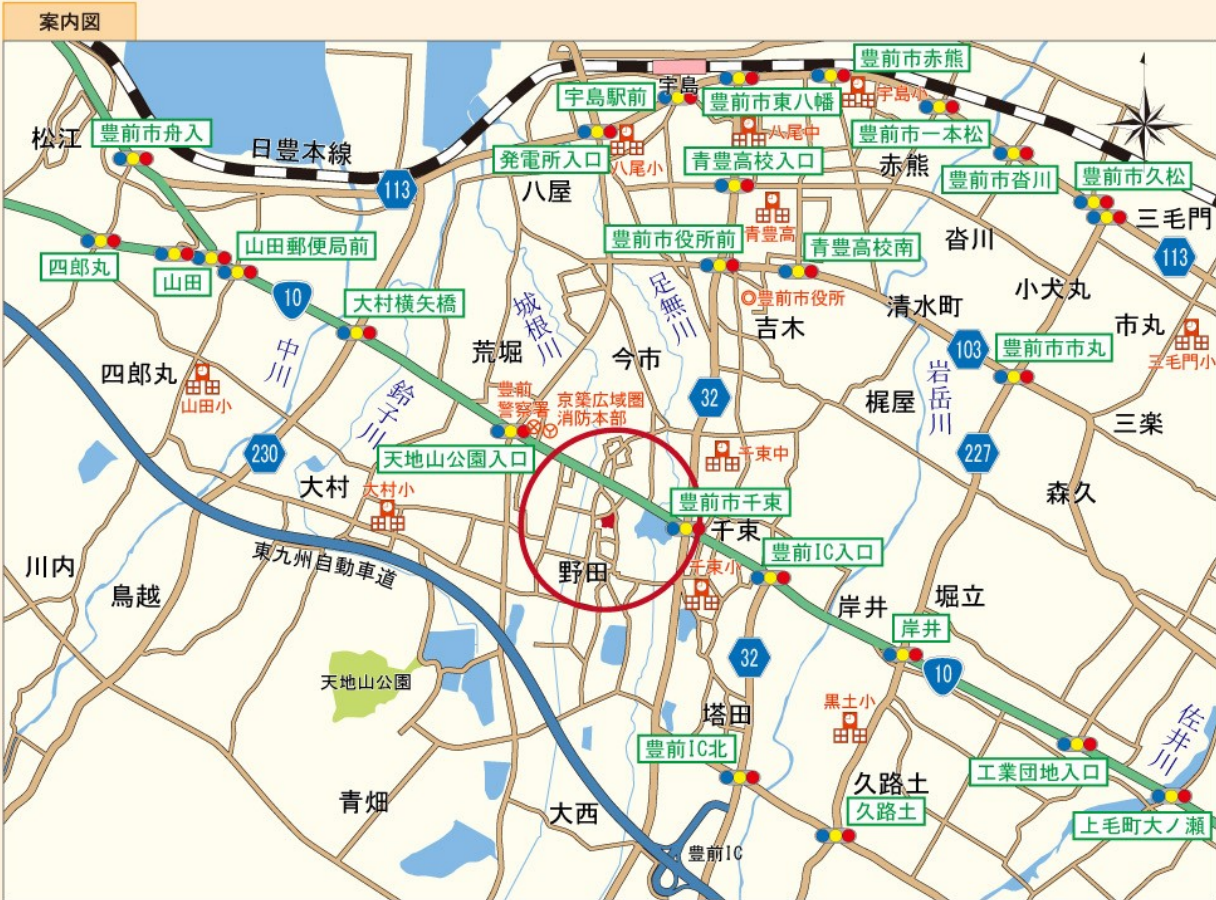 案内図
豊前市赤熊
宇島
宇島駅前
豊前市東八幡
宇島小
松江
豊前市舟入
日豊本線
113
発電所入口
八尾小
八尾中
豊前市一本松
青豊高校入口
赤熊
豊前市沓川
豊前市久松
八屋
三毛門
113
四郎丸
山田
山田郵便局前
豊前市役所前
青豊高
青豊高校南
沓川
10
大村横矢橋
城根川
足無川
豊前市役所
吉木
清水町
小犬丸
市丸
三毛門小
四郎丸
山田小
中川
鈴子川
荒堀
今市
32
103
豊前市市丸
岩岳川
梶屋
三楽
豊前
警察署
京築広域圏
消防本部
天地山公園入口
230
千束中
227
大村
大村小
豊前市千束
千束
森久
豊前IC入口
東九州自動車道
川内
鳥越
野田
千束小
岸井
堀立
岸井
32
10
天地山公園
黒土小
塔田
佐井川
豊前IC北
工業団地入口
青畑
大西
久路土
久路土
上毛町大ノ瀬
豊前IC